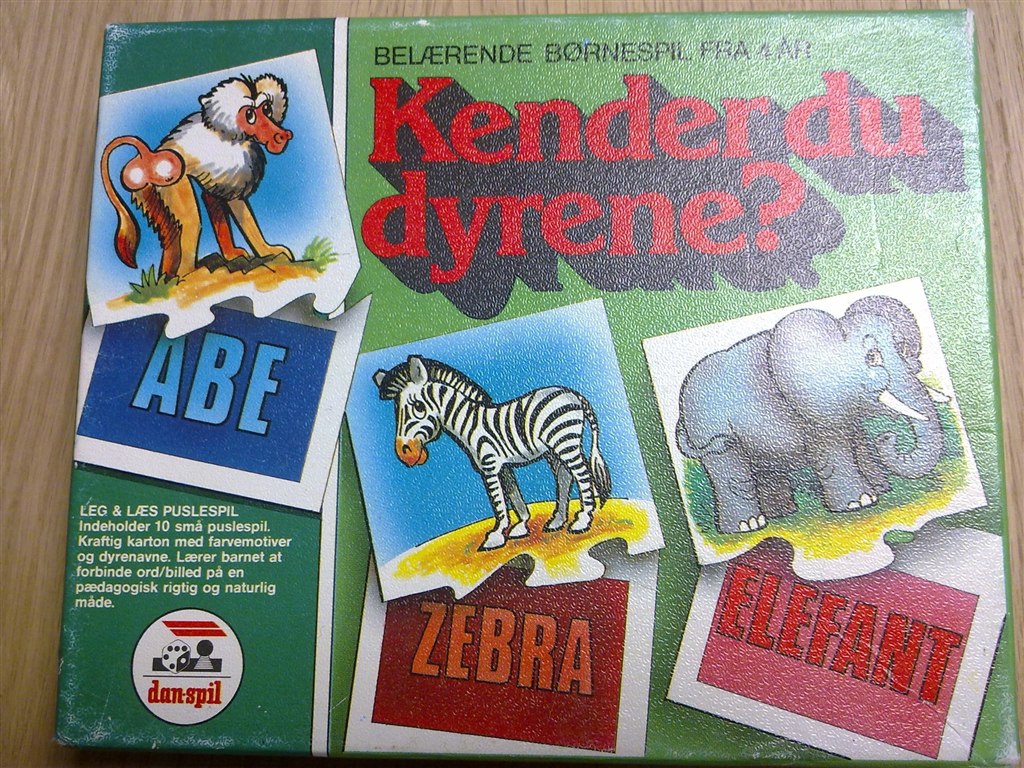 BELÆRENDE BØRNESPIL FRA 4 ÅR
Kender du
dyrene?
ABE
ZEBRA
ELEFANT
LEG & LÆS PUSLESPIL
Indeholder 10 små puslespil.
Kraftig karton med farvemotiver
og dyrenavne. Lærer barnet at
forbinde ord/billed på en
pædagogisk rigtig og naturlig
måde.
dan-spil